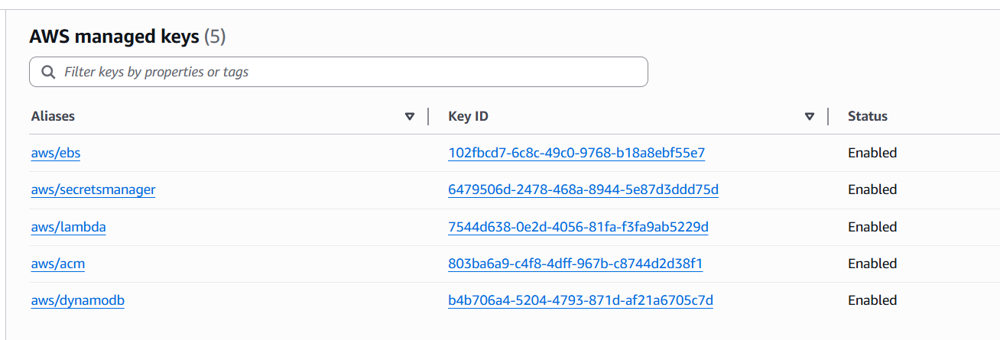 AWS managed keys (5)
Filter keys by properties or tags
Aliases Key ID Status
aws/ebs 102fbcd7-6c8c-49c0-9768-b18a8ebf55e7 Enabled
aws/secretsmanager 6479506d-2478-468a-8944-5e87d3ddd75d Enabled
aws/lambda 7544d638-0e2d-4056-81fa-f3fa9ab5229d Enabled
aws/acm 803ba6a9-c4f8-4dff-967b-c8744d2d38f1 Enabled
aws/dynamodb b4b706a4-5204-4793-871d-af21a6705c7d Enabled